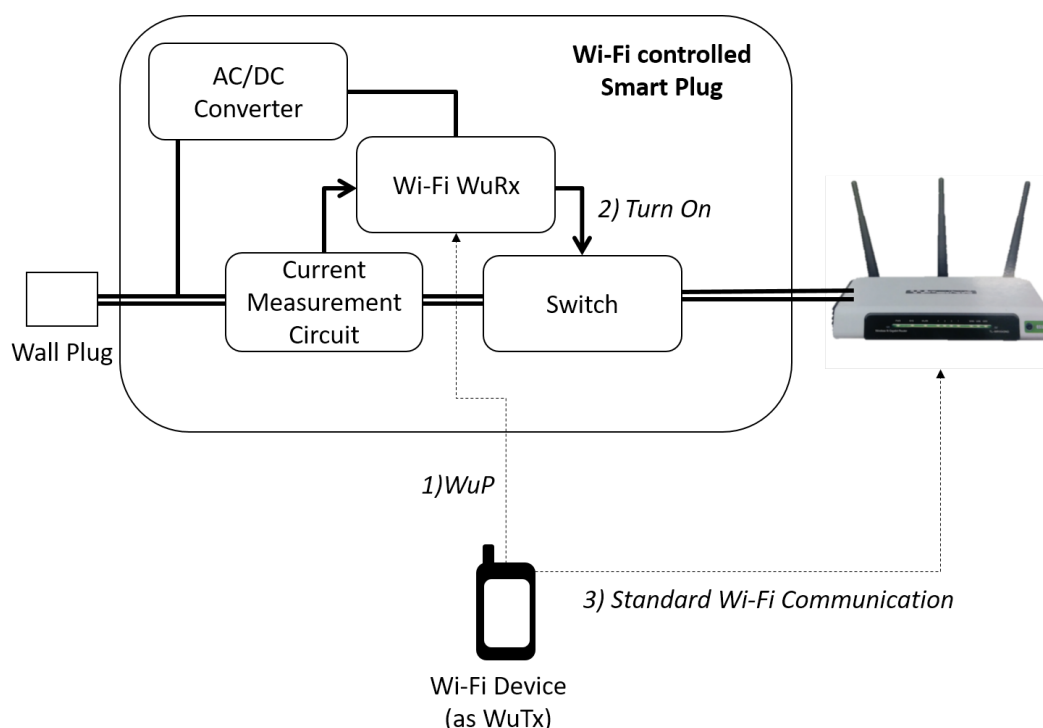 Wi-Fi controlled
Smart Plug
AC/DC
Converter
Wi-Fi WuRx
2) Turn On
Current
Measurement
Circuit
Switch
Wall Plug
1)WuP
3) Standard Wi-Fi Communication
Wi-Fi Device
(as WuTx)